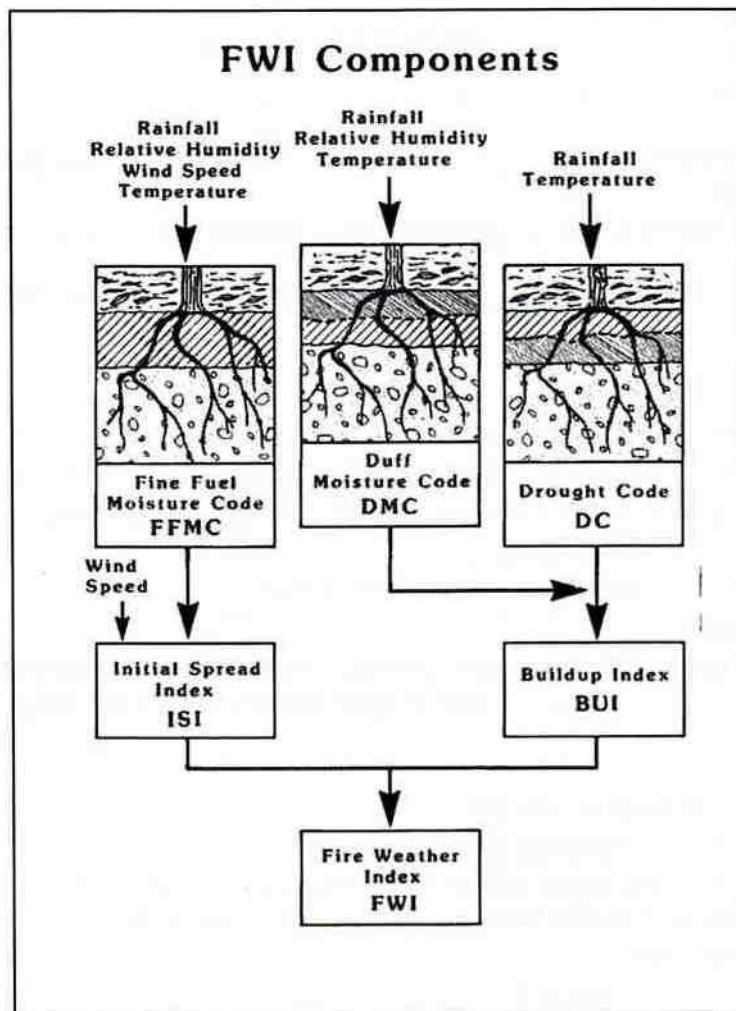 FWI Components
Rainfall
Relative Humidity
Wind Speed
Temperature
Rainfall
Relative Humidity
Temperature
Rainfall
Temperature
Fine Fuel
Moisture Code
FFMC
Duff
Moisture Code
DMC
Drought Code
DC
Wind
Speed
Initial Spread
Index
ISI
Buildup Index
BUI
Fire Weather
Index
FWI